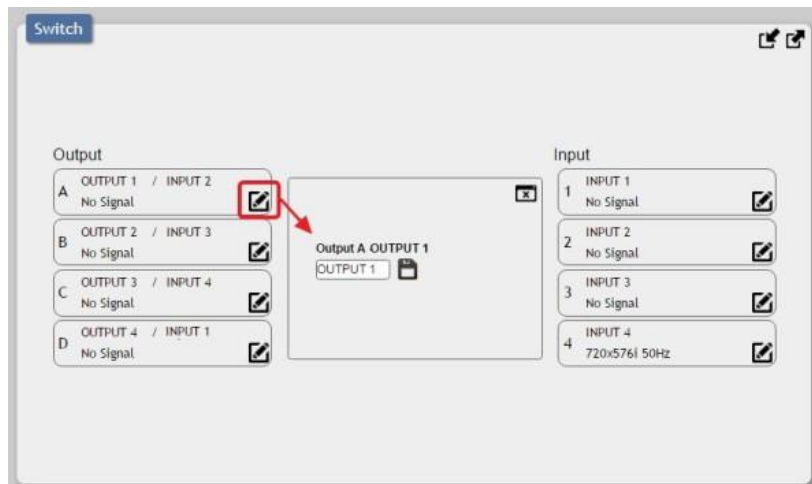 Switch
Output
A OUTPUT 1 / INPUT 2
No Signal
B OUTPUT 2 / INPUT 3
No Signal
C OUTPUT 3 / INPUT 4
No Signal
D OUTPUT 4 / INPUT 1
No Signal
Output A OUTPUT 1
OUTPUT 1
Input
1 INPUT 1
No Signal
2 INPUT 2
No Signal
3 INPUT 3
No Signal
4 INPUT 4
720x576i 50Hz